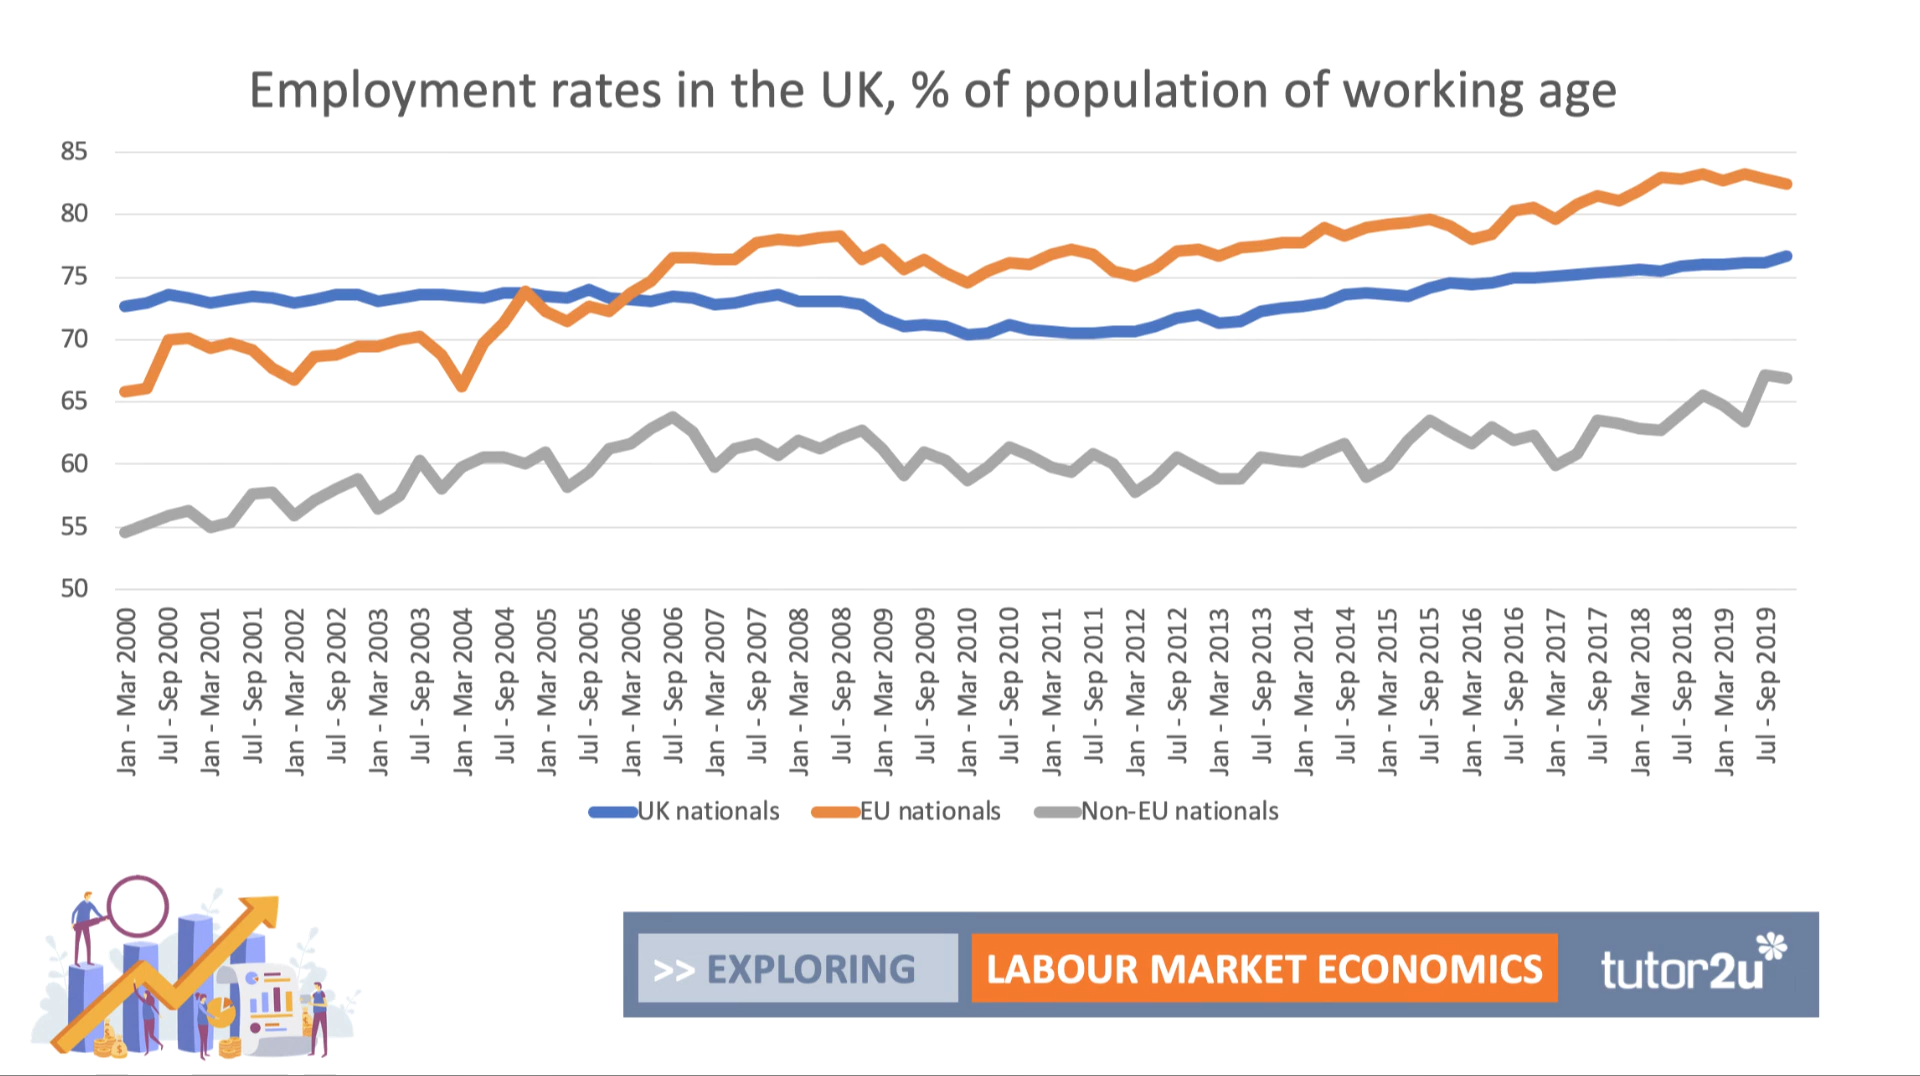 Employment rates in the UK, % of population of working age
85
80
75
70
65
60
55
50
Jan - Mar 2000
Jul - Sep 2000
Jan - Mar 2001
Jul - Sep 2001
Jan - Mar 2002
Jul - Sep 2002
Jan - Mar 2003
Jul - Sep 2003
Jan - Mar 2004
Jul - Sep 2004
Jan - Mar 2005
Jul - Sep 2005
Jan - Mar 2006
Jul - Sep 2006
Jan - Mar 2007
Jul - Sep 2007
Jan - Mar 2008
Jul - Sep 2008
Jan - Mar 2009
Jul - Sep 2009
Jan - Mar 2010
Jul - Sep 2010
Jan - Mar 2011
Jul - Sep 2011
Jan - Mar 2012
Jul - Sep 2012
Jan - Mar 2013
Jul - Sep 2013
Jan - Mar 2014
Jul - Sep 2014
Jan - Mar 2015
Jul - Sep 2015
Jan - Mar 2016
Jul - Sep 2016
Jan - Mar 2017
Jul - Sep 2017
Jan - Mar 2018
Jul - Sep 2018
Jan - Mar 2019
Jul - Sep 2019
UK nationals EU nationals Non-EU nationals
>> EXPLORING LABOUR MARKET ECONOMICS tutor2u